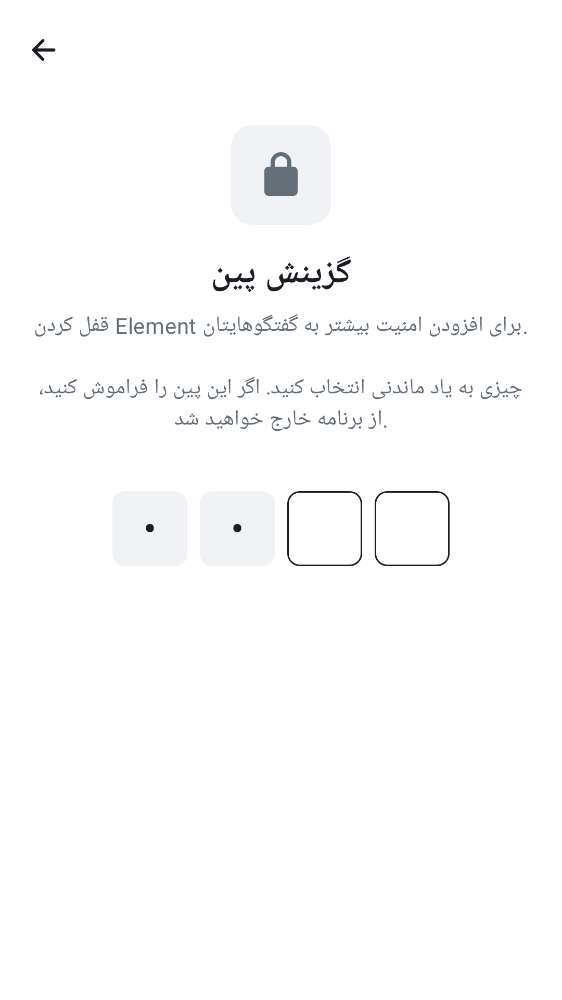 گزینش پین
قفل کردن Element برای افزودن امنیت بیشتر به گفتگوهایتان.
چیزی به یاد ماندنی انتخاب کنید. اگر این پین را فراموش کنید،
از برنامه خارج خواهید شد.